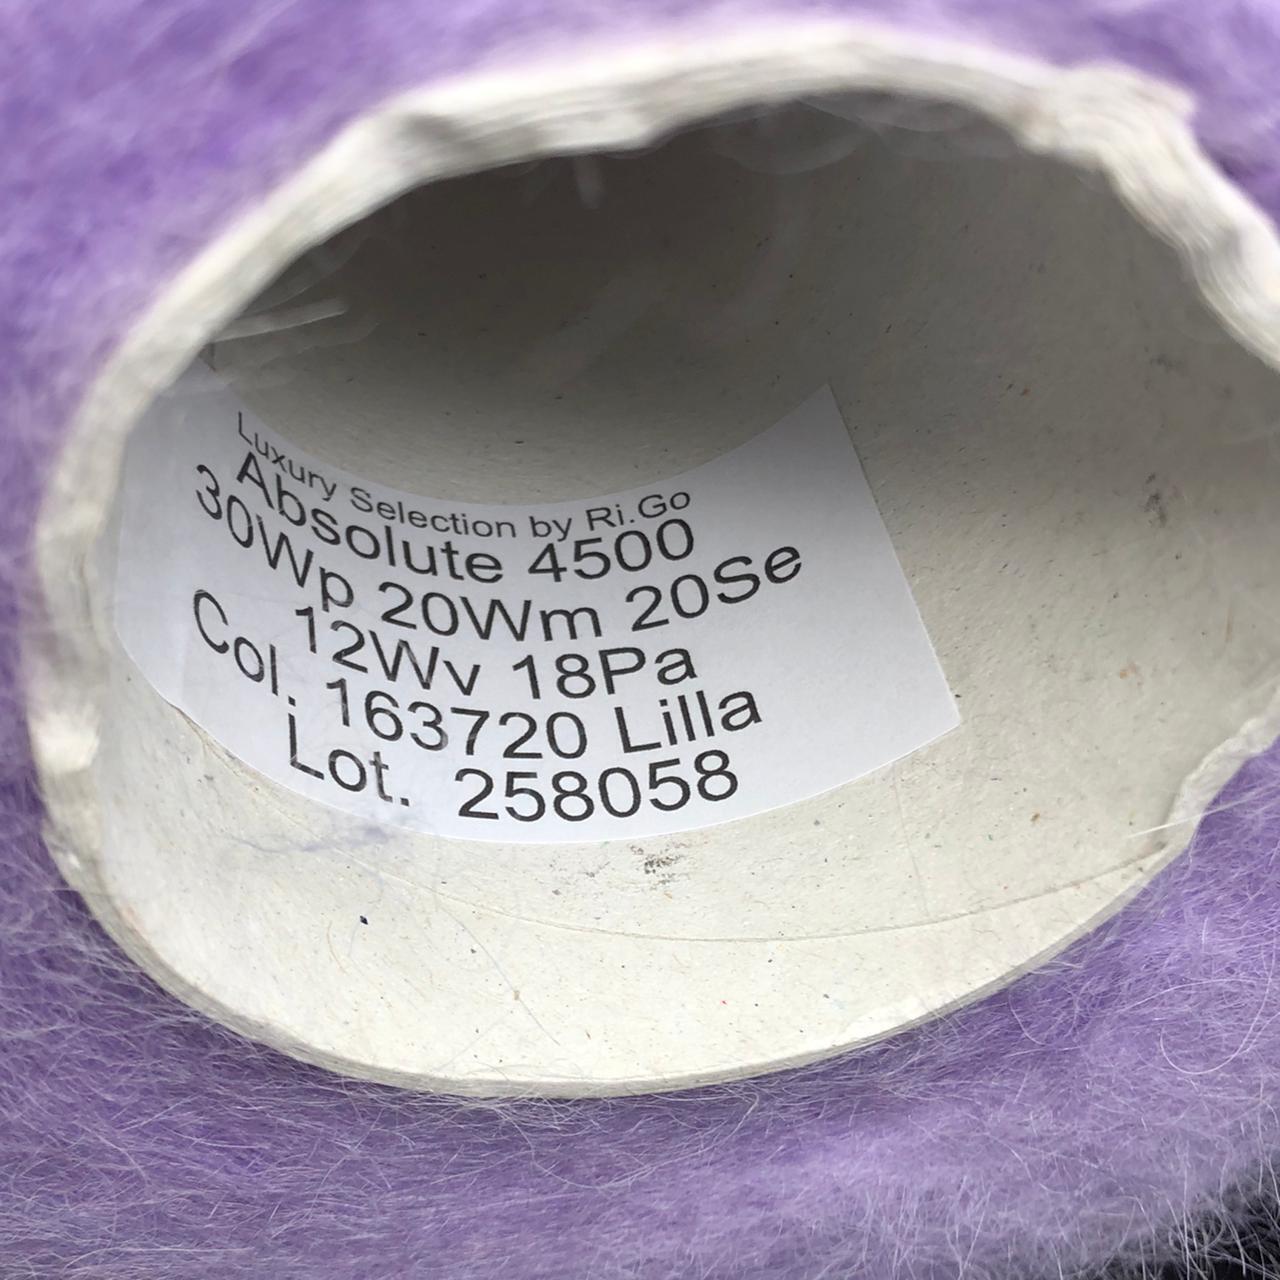 Luxury Selection by Ri.Go
Absolute 4500
30Wp 20Wm 20Se
12Wv 18Pa
Col. 163720 Lilla
Lot. 258058